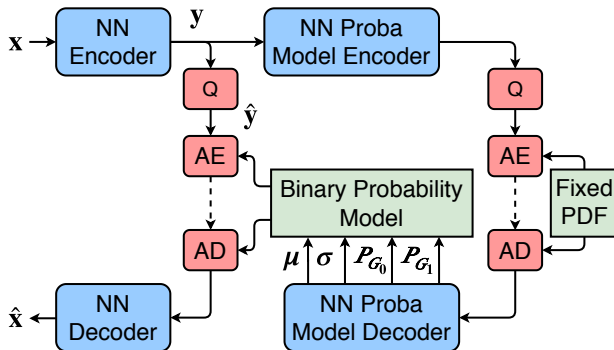 x
NN
Encoder
y
NN Proba
Model Encoder
Q
Q
ŷ
AE
AE
Binary Probability
Model
Fixed
PDF
AD
AD
μ σ P_{G_0} P_{G_1}
x̂
NN
Decoder
NN Proba
Model Decoder